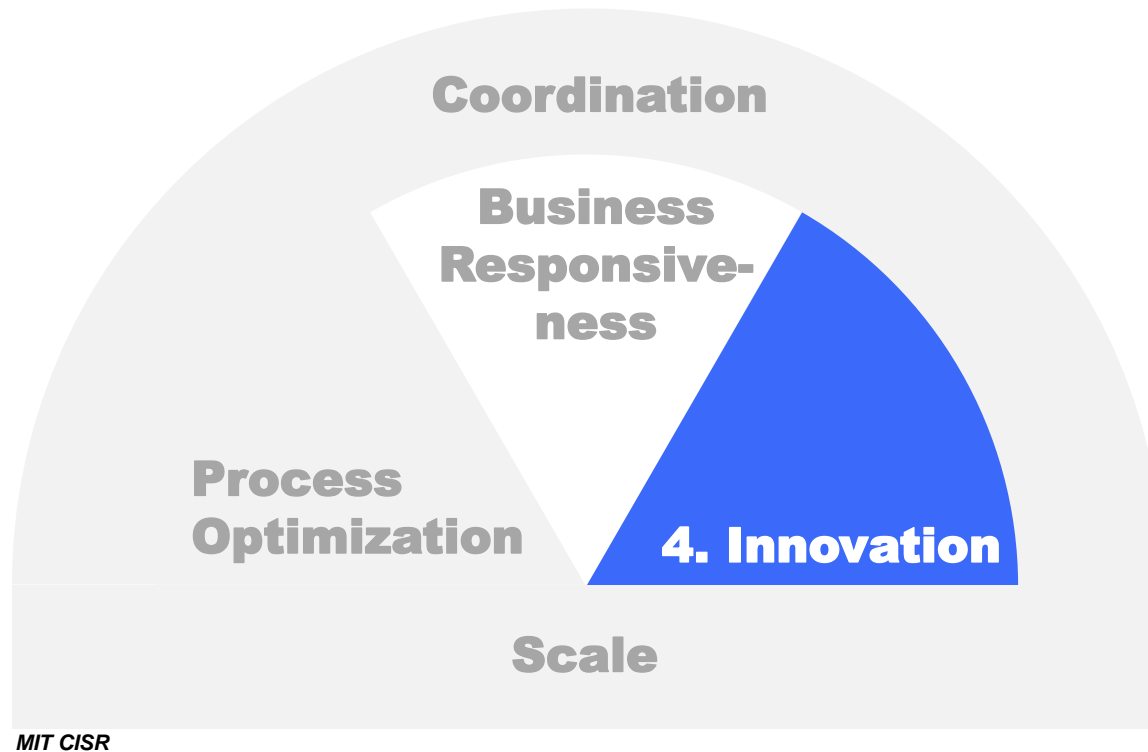 Coordination
Business
Responsive-
ness
Process
Optimization
4. Innovation
Scale
MIT CISR